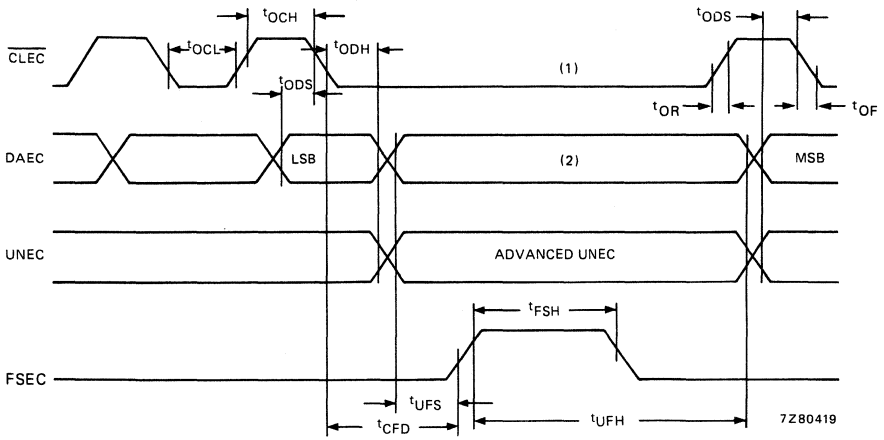 tOCH
tODS
tOCL
tODH
CLEC
(1)
tODS
tOR
tOF
DAEC
LSB
(2)
MSB
UNEC
ADVANCED UNEC
tFSH
FSEC
tUFS
tUFH
7Z80419
tCFD